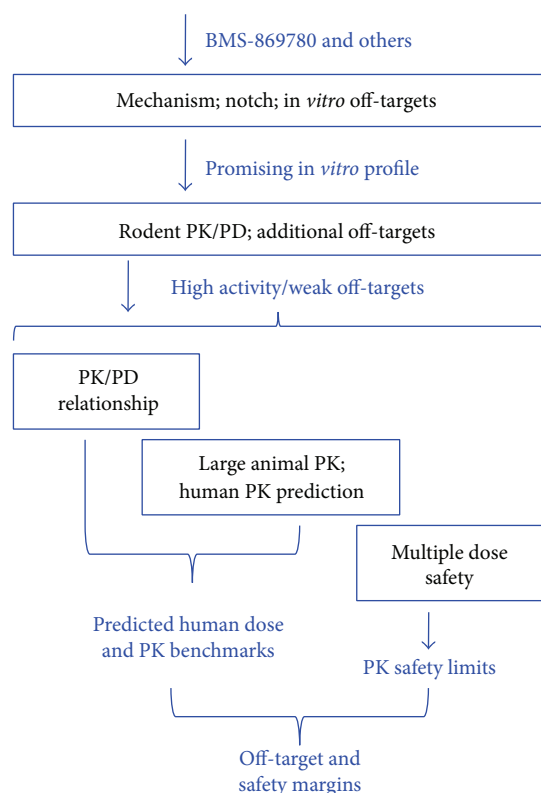 BMS-869780 and others
Mechanism; notch; in vitro off-targets
Promising in vitro profile
Rodent PK/PD; additional off-targets
High activity/weak off-targets
PK/PD
relationship
Large animal PK;
human PK prediction
Multiple dose
safety
Predicted human dose
and PK benchmarks
PK safety limits
Off-target and
safety margins